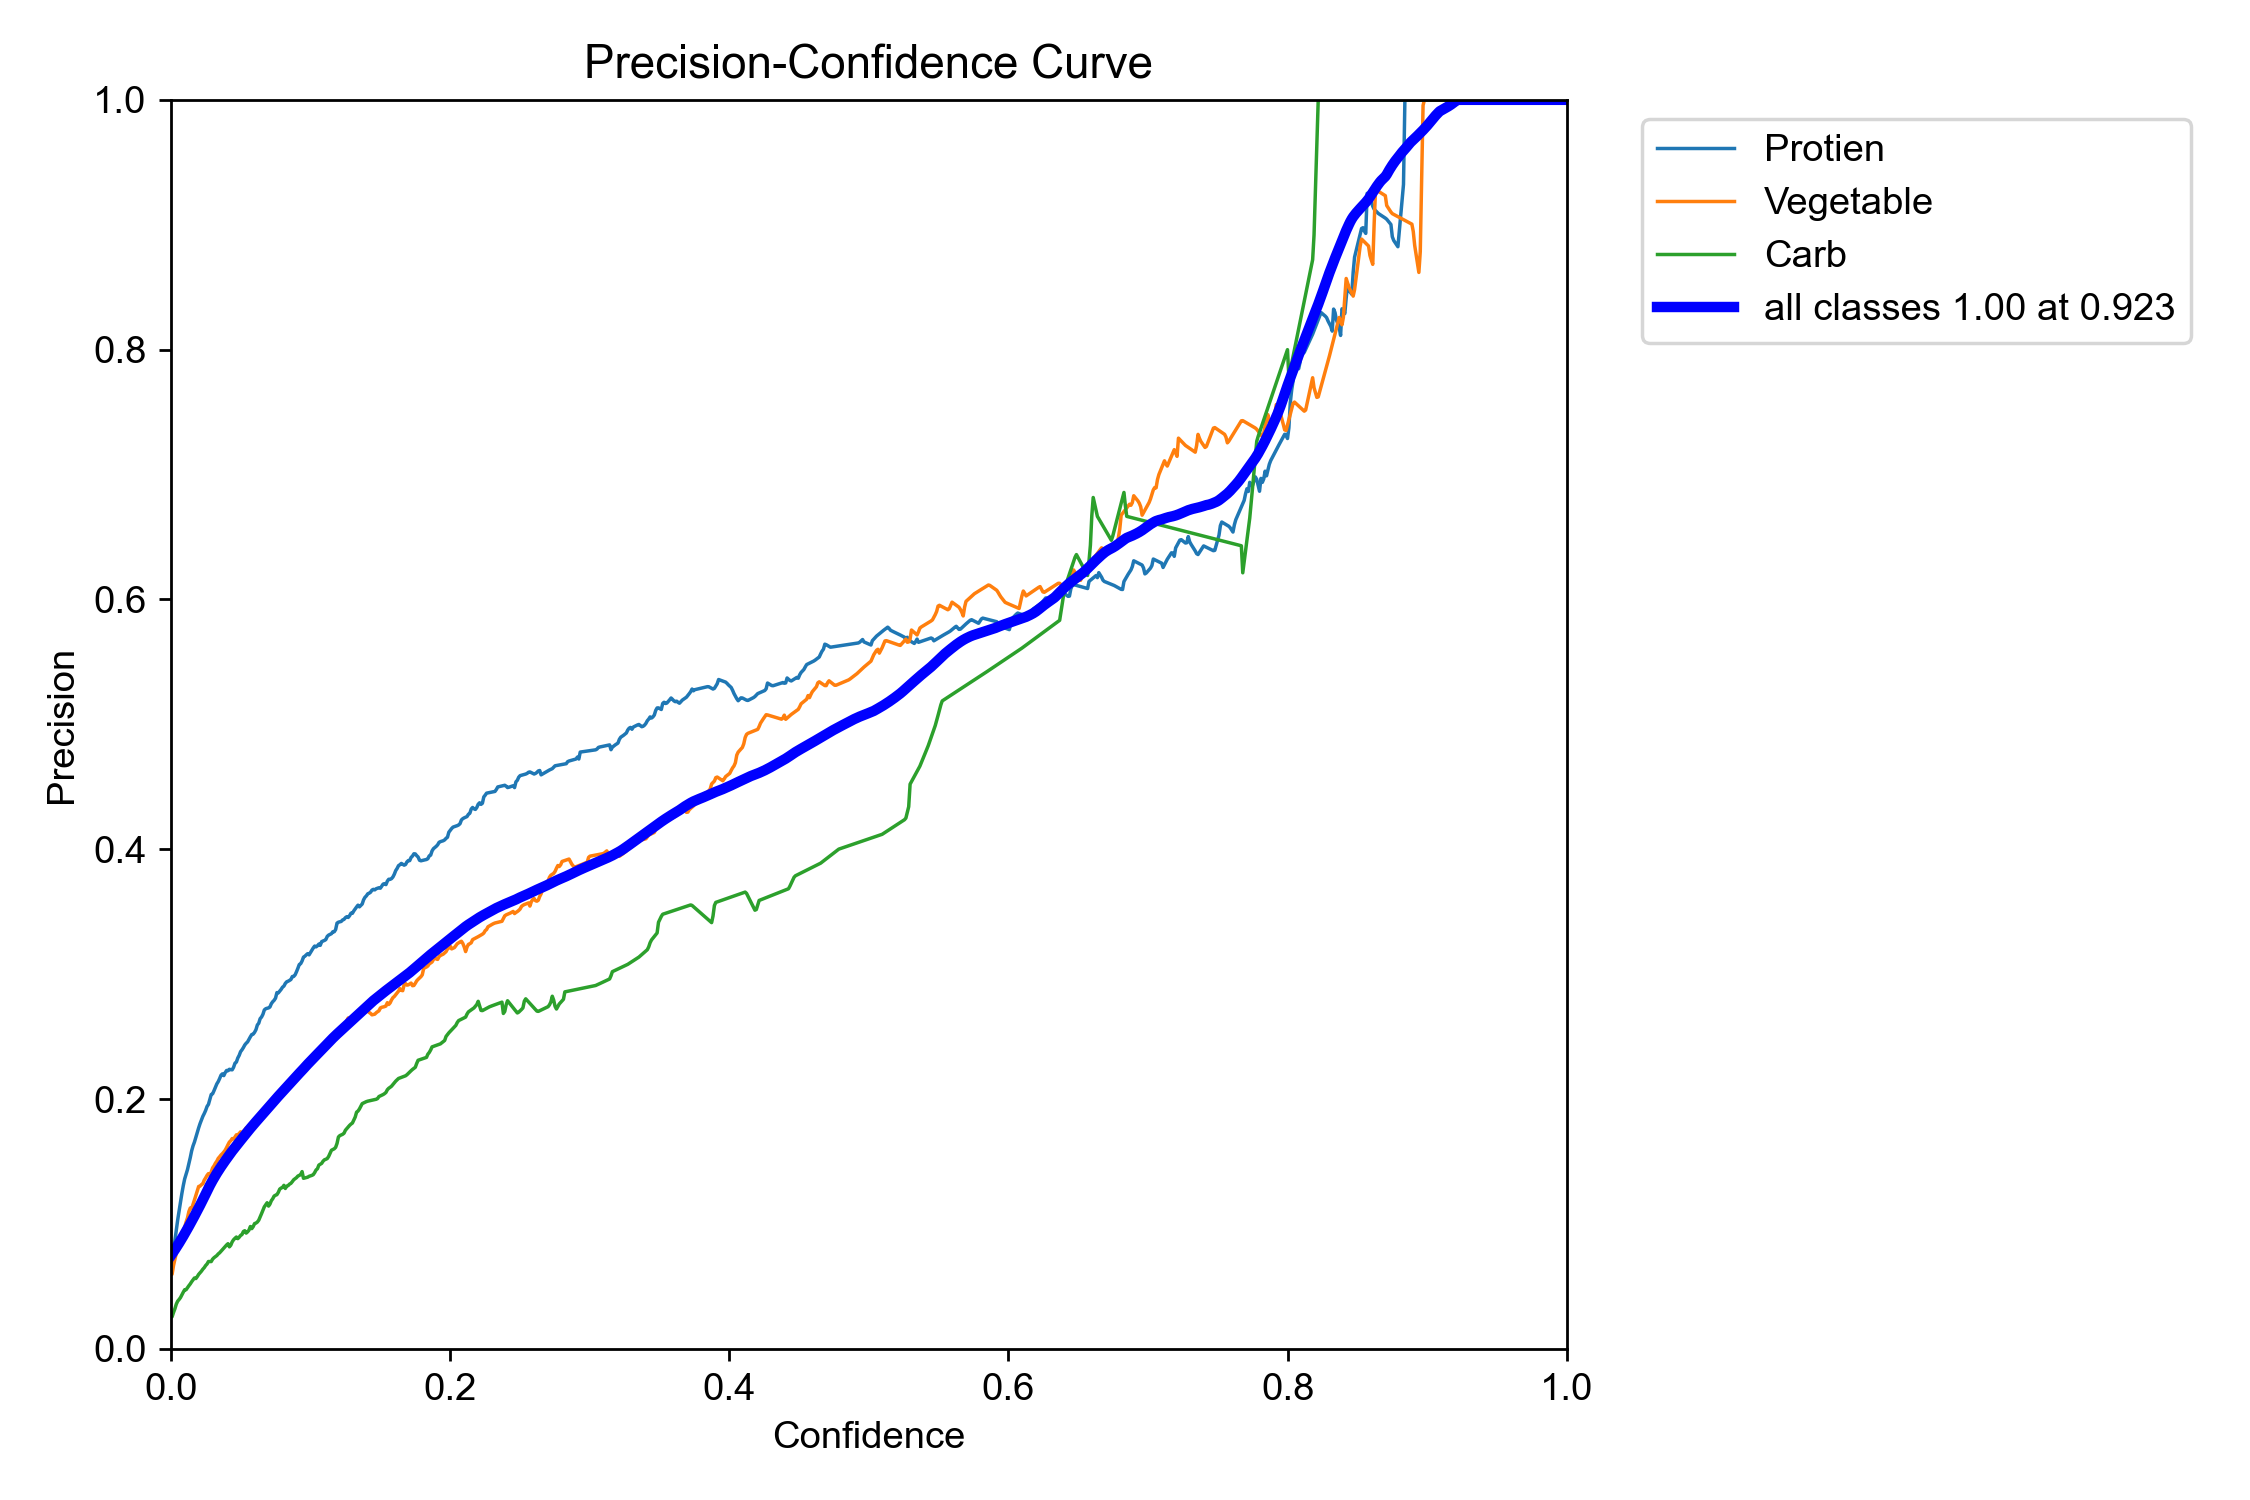 Precision-Confidence Curve
1.0
0.8
0.6
0.4
0.2
0.0
Precision
0.0 0.2 0.4 0.6 0.8 1.0
Confidence
Protien
Vegetable
Carb
all classes 1.00 at 0.923